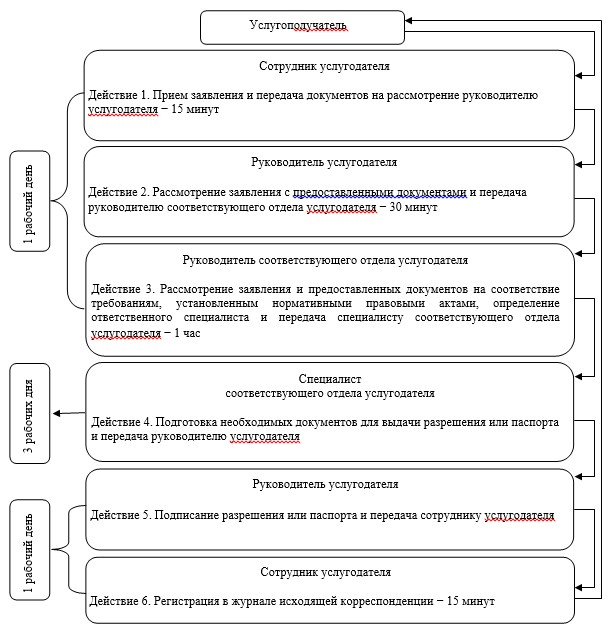 Услугополучатель
Сотрудник услугодателя
Действие 1. Прием заявления и передача документов на рассмотрение руководителю
услугодателя – 15 минут
Руководитель услугодателя
Действие 2. Рассмотрение заявления с предоставленными документами и передача
руководителю соответствующего отдела услугодателя – 30 минут
1 рабочий день
Руководитель соответствующего отдела услугодателя
Действие 3. Рассмотрение заявления и предоставленных документов на соответствие
требованиям, установленным нормативными правовыми актами, определение
ответственного специалиста и передача специалисту соответствующего отдела
услугодателя – 1 час
Специалист
соответствующего отдела услугодателя
Действие 4. Подготовка необходимых документов для выдачи разрешения или паспорта
и передача руководителю услугодателя
3 рабочих дня
Руководитель услугодателя
Действие 5. Подписание разрешения или паспорта и передача сотруднику услугодателя
1 рабочий день
Сотрудник услугодателя
Действие 6. Регистрация в журнале исходящей корреспонденции – 15 минут